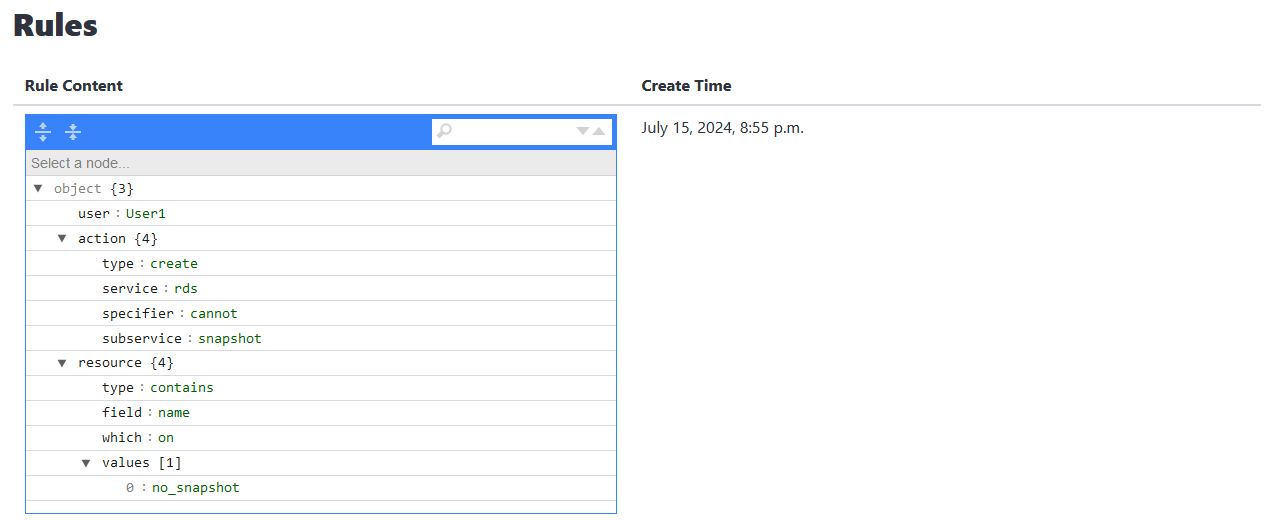 Rules
Rule Content Create Time
July 15, 2024, 8:55 p.m.
Select a node...
object {3}
user : User1
action {4}
type : create
service : rds
specifier : cannot
subservice : snapshot
resource {4}
type : contains
field : name
which : on
values [1]
0 : no_snapshot